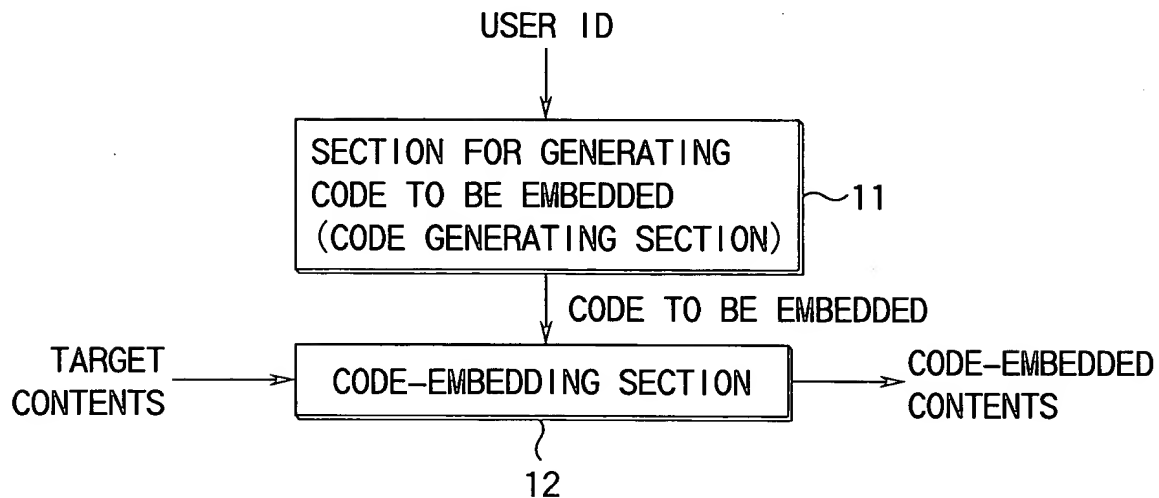 USER ID
SECTION FOR GENERATING
CODE TO BE EMBEDDED
(CODE GENERATING SECTION)
11
CODE TO BE EMBEDDED
TARGET
CONTENTS
CODE-EMBEDDING SECTION
CODE-EMBEDDED
CONTENTS
12